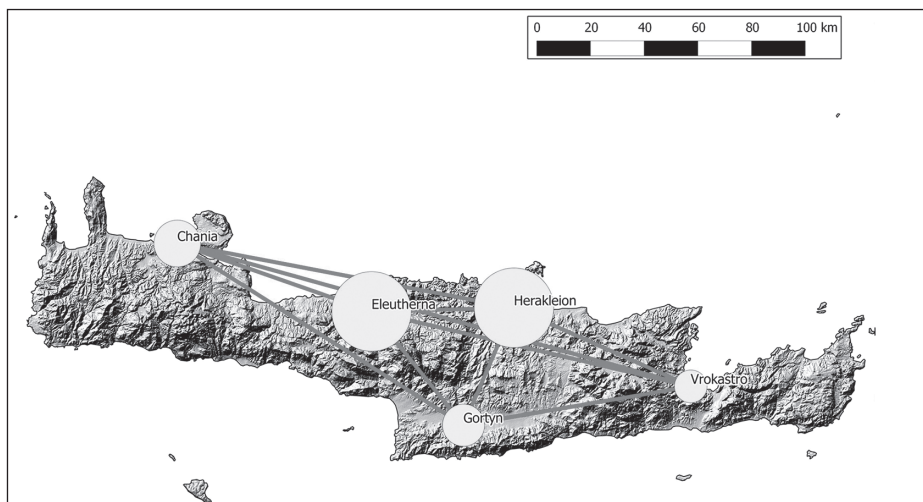 0 20 40 60 80 100 km
Chania
Eleutherna
Herakleion
Vrokastro
Gortyn